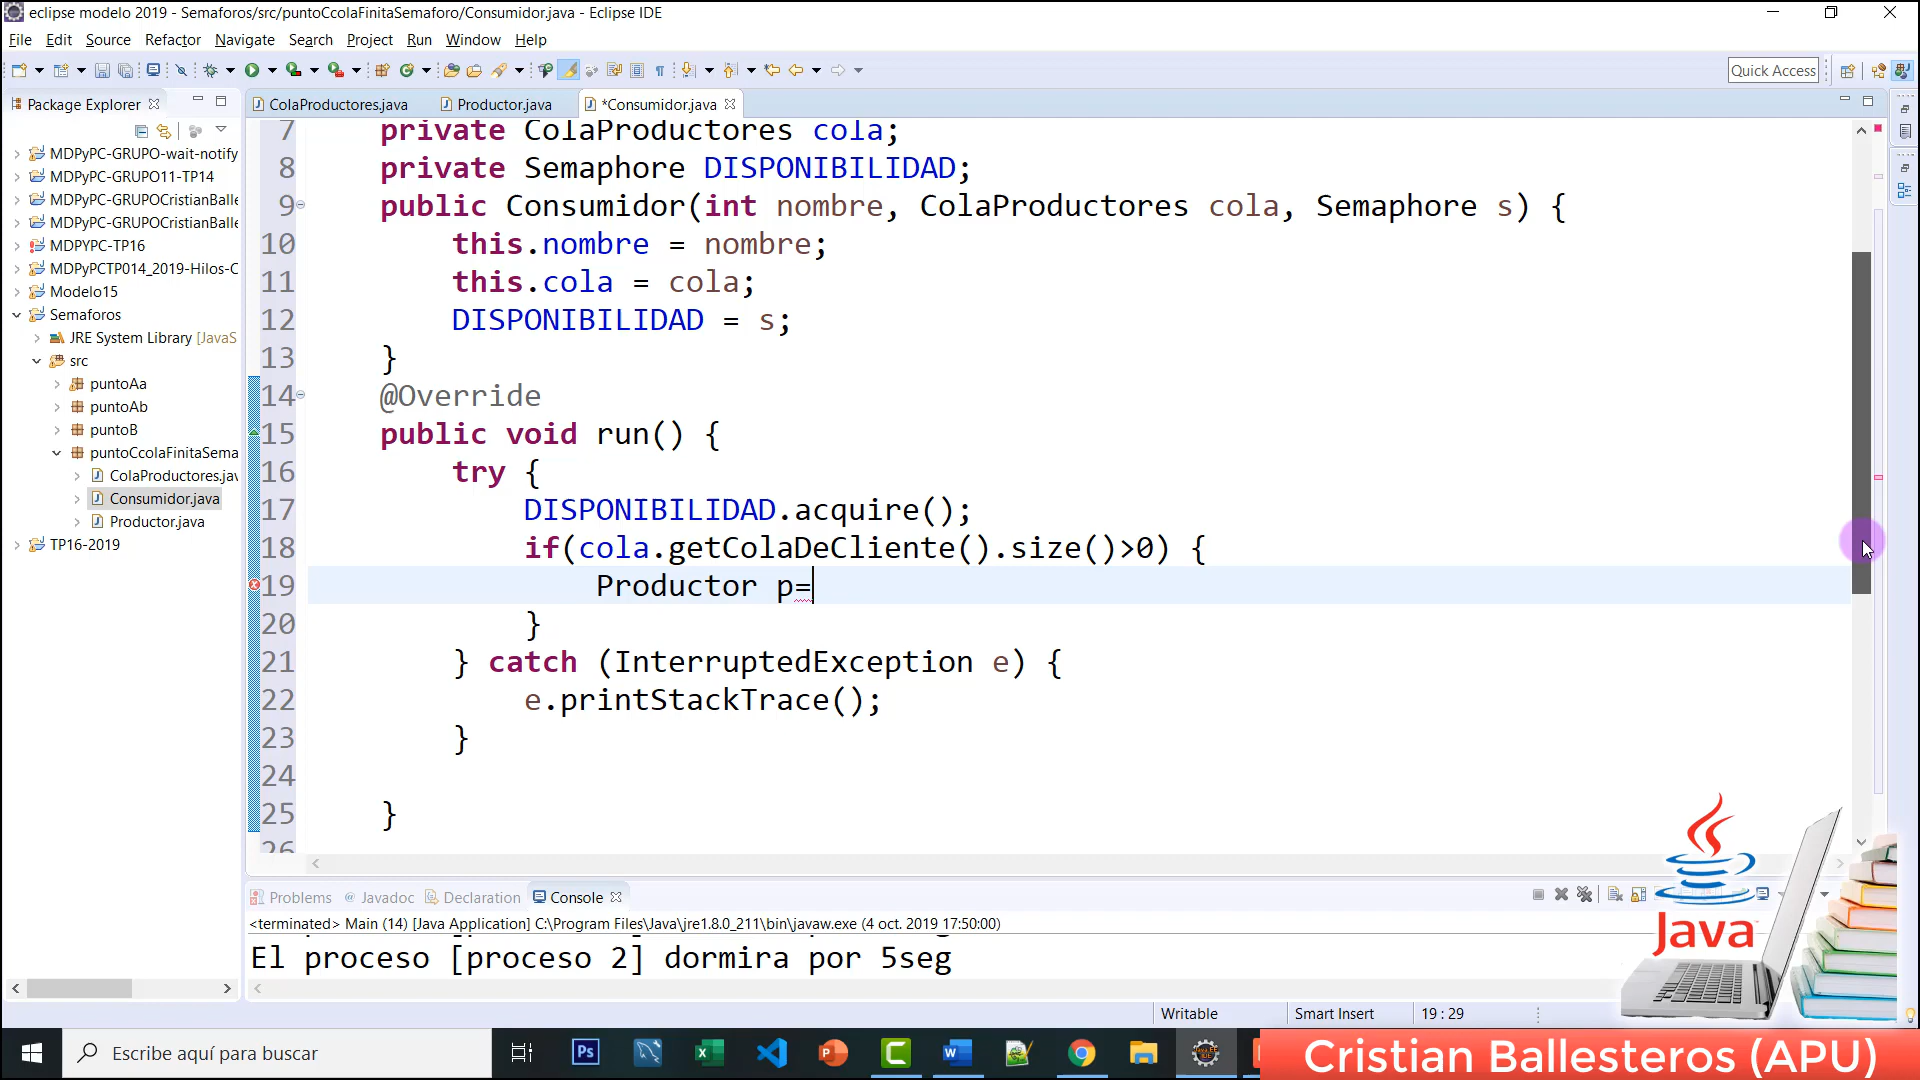 eclipse modelo 2019 - Semaforos/src/puntoCcolaFinitaSemaforo/Consumidor.java - Eclipse IDE
File Edit Source Refactor Navigate Search Project Run Window Help
Quick Access
Package Explorer
MDPyPC-GRUPO-wait-notify
MDPyPC-GRUPO11-TP14
MDPyPC-GRUPOCristianBalle
MDPyPC-GRUPOCristianBalle
MDPYPC-TP16
MDPyPCTP014_2019-Hilos-C
Modelo15
Semaforos
JRE System Library [JavaS
src
puntoAa
puntoAb
puntoB
puntoCcolaFinitaSema
ColaProductores.jav
Consumidor.java
Productor.java
TP16-2019
ColaProductores.java Productor.java *Consumidor.java
7 private ColaProductores cola;
8 private Semaphore DISPONIBILIDAD;
9 public Consumidor(int nombre, ColaProductores cola, Semaphore s) {
10 this.nombre = nombre;
11 this.cola = cola;
12 DISPONIBILIDAD = s;
13 }
14 @Override
15 public void run() {
16 try {
17 DISPONIBILIDAD.acquire();
18 if(cola.getColaDeCliente().size()>0) {
19 Productor p=
20 }
21 } catch (InterruptedException e) {
22 e.printStackTrace();
23 }
24
25 }
26
Problems Javadoc Declaration Console
<terminated> Main (14) [Java Application] C:\Program Files\Java\jre1.8.0_211\bin\javaw.exe (4 oct. 2019 17:50:00)
El proceso [proceso 2] dormira por 5seg
Writable Smart Insert 19 : 29
Java
Escribe aquí para buscar
Cristian Ballesteros (APU)